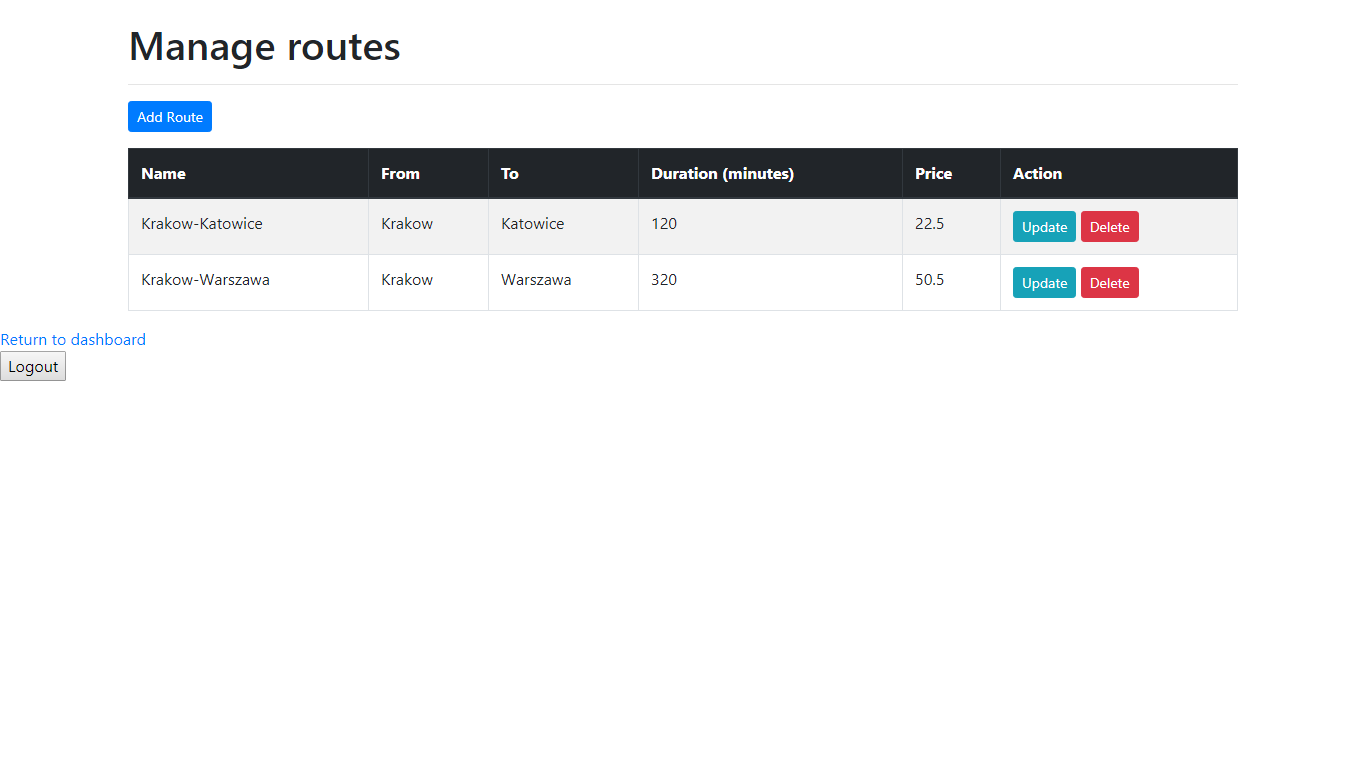 Manage routes
Add Route
Name From To Duration (minutes) Price Action
Krakow-Katowice Krakow Katowice 120 22.5 Update Delete
Krakow-Warszawa Krakow Warszawa 320 50.5 Update Delete
Return to dashboard
Logout